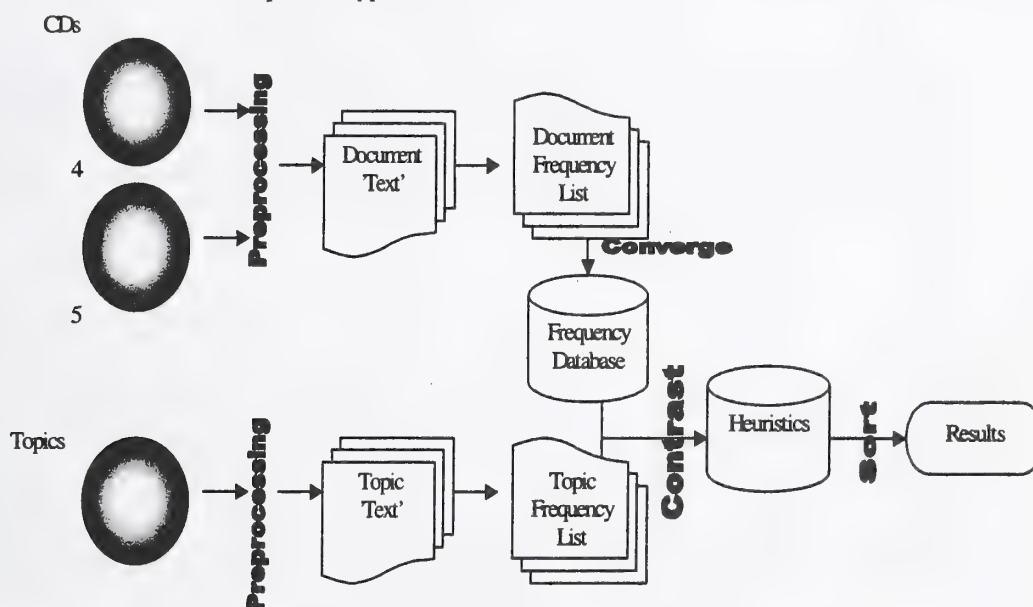 CDs
4
5
Preprocessing
Document
'Text'
Document
Frequency
List
Converge
Frequency
Database
Contrast
Heuristics
Sort
Results
Topics
Preprocessing
Topic
'Text'
Topic
Frequency
List